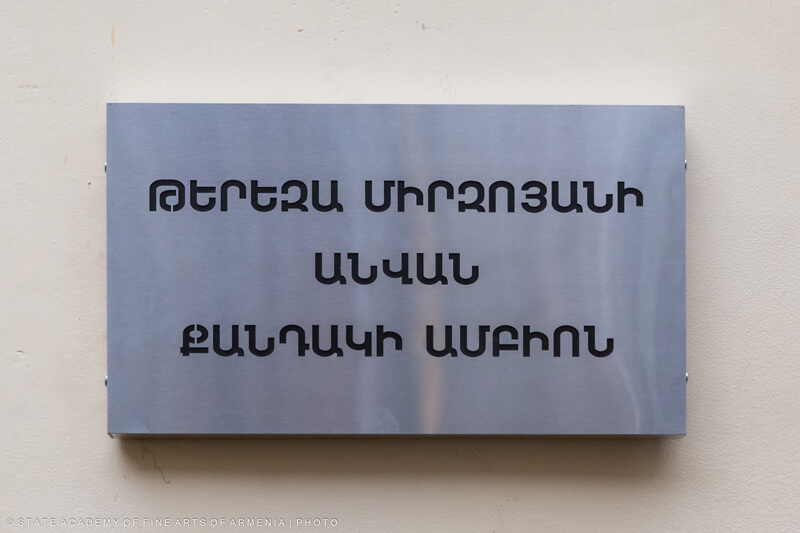 ԹԵՐԵԶԱ ՄԻՐԶՈՅԱՆԻ
ԱՆՎԱՆ
ՔԱՆԴԱԿԻ ԱՄԲԻՈՆ
© STATE ACADEMY OF FINE ARTS OF ARMENIA | PHOTO